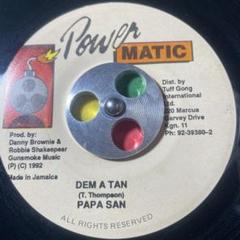 Power
MATIC
Dist. by
Tuff Gong
International
Ltd.
220 Marcus
Garvey Drive
Kgn. 11
Ph: 92-39380-2
Prod. by:
Danny Brownie &
Robbie Shakespeer
Gunsmoke Music
(P) (C) 1992
Made in Jamaica
DEM A TAN
(T. Thompson)
PAPA SAN
ALL RIGHTS RESERVED